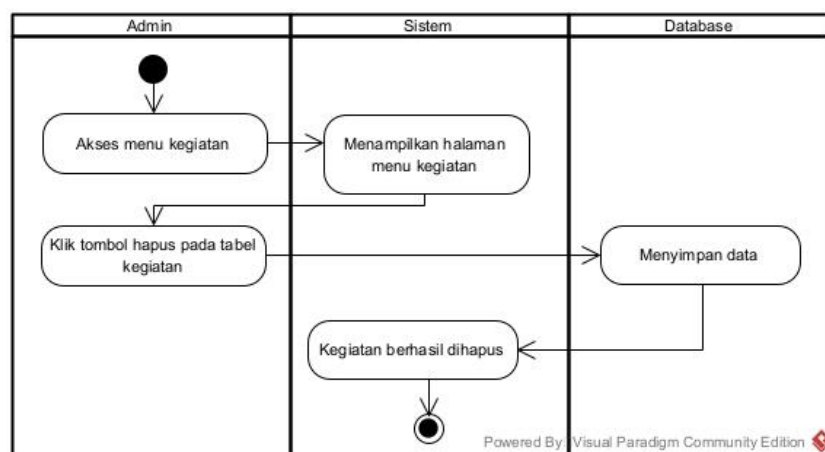 Admin
Sistem
Database
Akses menu kegiatan
Menampilkan halaman
menu kegiatan
Klik tombol hapus pada tabel
kegiatan
Menyimpan data
Kegiatan berhasil dihapus
Powered By: Visual Paradigm Community Edition